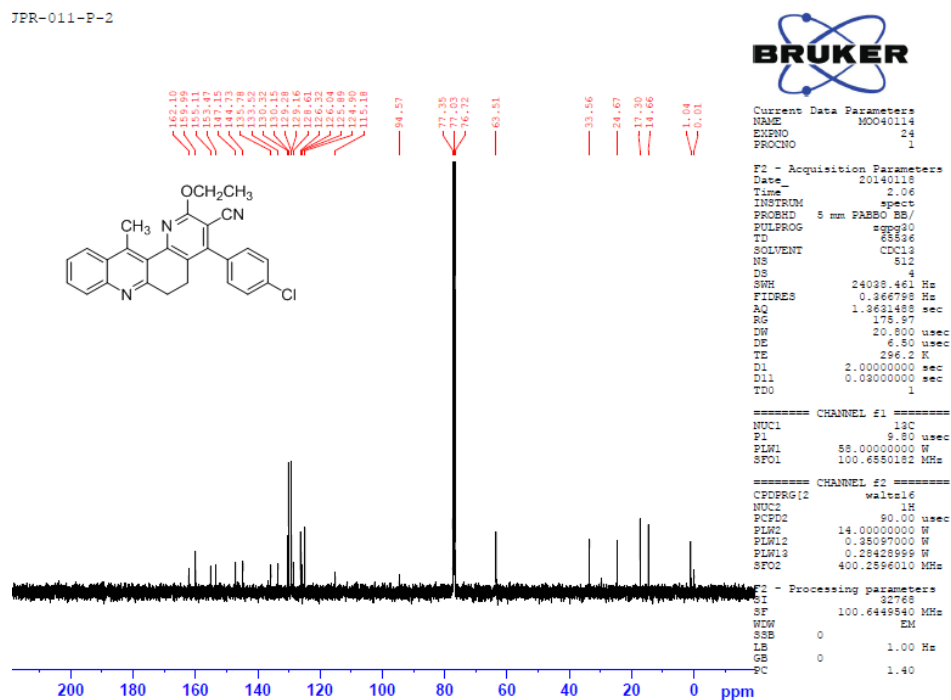 JPR-011-P-2
BRUKER
162.10
159.99
155.11
153.47
147.15
144.73
135.78
133.52
130.32
130.15
129.28
129.16
128.61
126.32
126.04
125.89
124.90
115.18
94.57
77.35
77.03
76.72
63.51
33.56
24.67
17.30
14.66
1.04
0.01
OCH2CH3
CH3
N
CN
N
Cl
Current Data Parameters
NAME MOO40114
EXPNO 24
PROCNO 1
F2 - Acquisition Parameters
Date_ 20140118
Time 2.06
INSTRUM spect
PROBHD 5 mm PABBO BB/
PULPROG zgpg30
TD 65536
SOLVENT CDCl3
NS 512
DS 4
SWH 24038.461 Hz
FIDRES 0.366798 Hz
AQ 1.3631488 sec
RG 175.97
DW 20.800 usec
DE 6.50 usec
TE 296.2 K
D1 2.00000000 sec
D11 0.03000000 sec
TD0 1
======== CHANNEL f1 ========
NUC1 13C
P1 9.80 usec
PLW1 58.00000000 W
SFO1 100.6550182 MHz
======== CHANNEL f2 ========
CPDPRG[2 waltz16
NUC2 1H
PCPD2 90.00 usec
PLW2 14.00000000 W
PLW12 0.35097000 W
PLW13 0.28428999 W
SFO2 400.2596010 MHz
F2 - Processing parameters
SI 32768
SF 100.6449540 MHz
WDW EM
SSB 0
LB 1.00 Hz
GB 0
PC 1.40
200 180 160 140 120 100 80 60 40 20 0 ppm